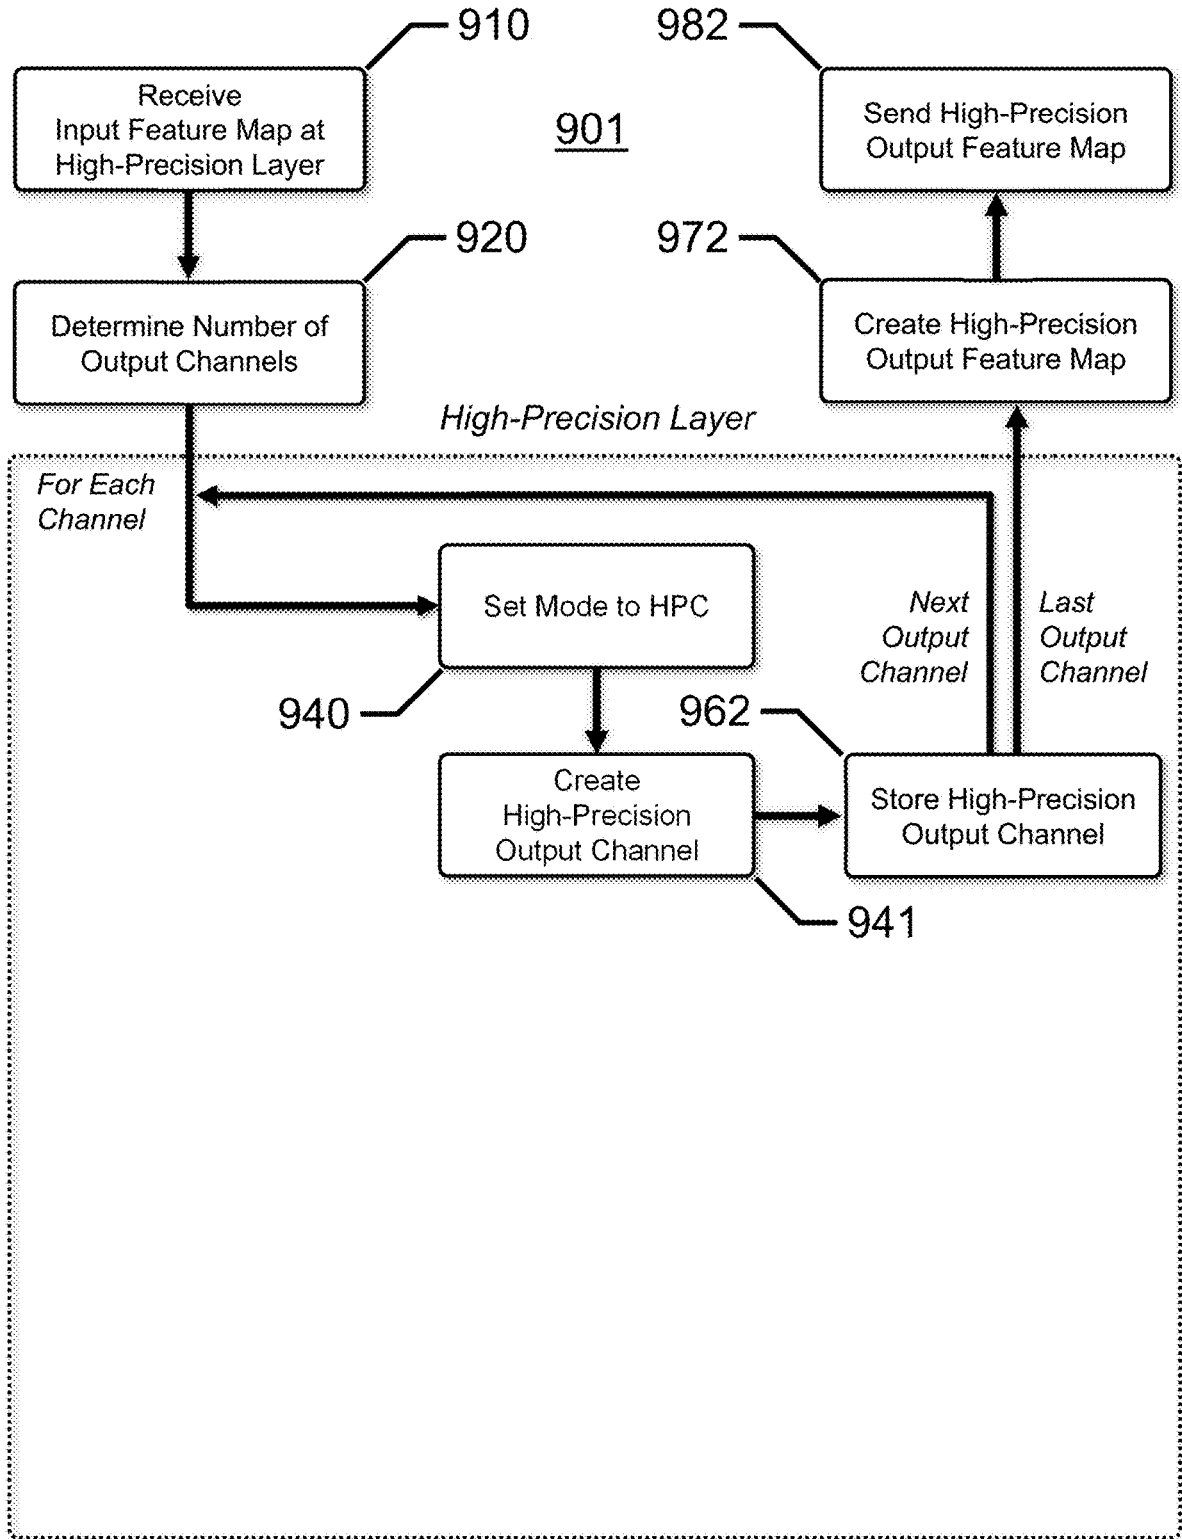 910
Receive
Input Feature Map at
High-Precision Layer
901
982
Send High-Precision
Output Feature Map
920
Determine Number of
Output Channels
972
Create High-Precision
Output Feature Map
High-Precision Layer
For Each
Channel
Set Mode to HPC
940
Next
Output
Channel
Last
Output
Channel
Create
High-Precision
Output Channel
941
962
Store High-Precision
Output Channel